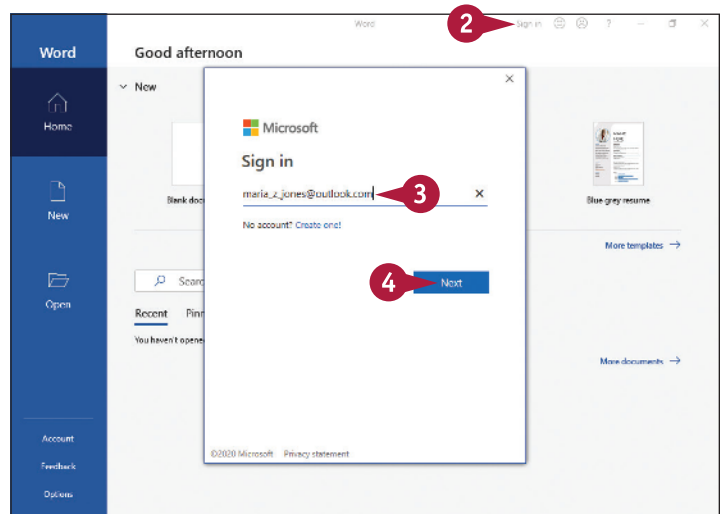 Word
2
Sign in
?
Word
Good afternoon
New
Home
Microsoft
Sign in
maria_z_jones@outlook.com
3
No account? Create one!
Blank doc
Blue grey resume
New
More templates
4
Next
Open
Searc
Recent Pinn
You haven't opene
More documents
Account
Feedback
Options
©2020 Microsoft Privacy statement